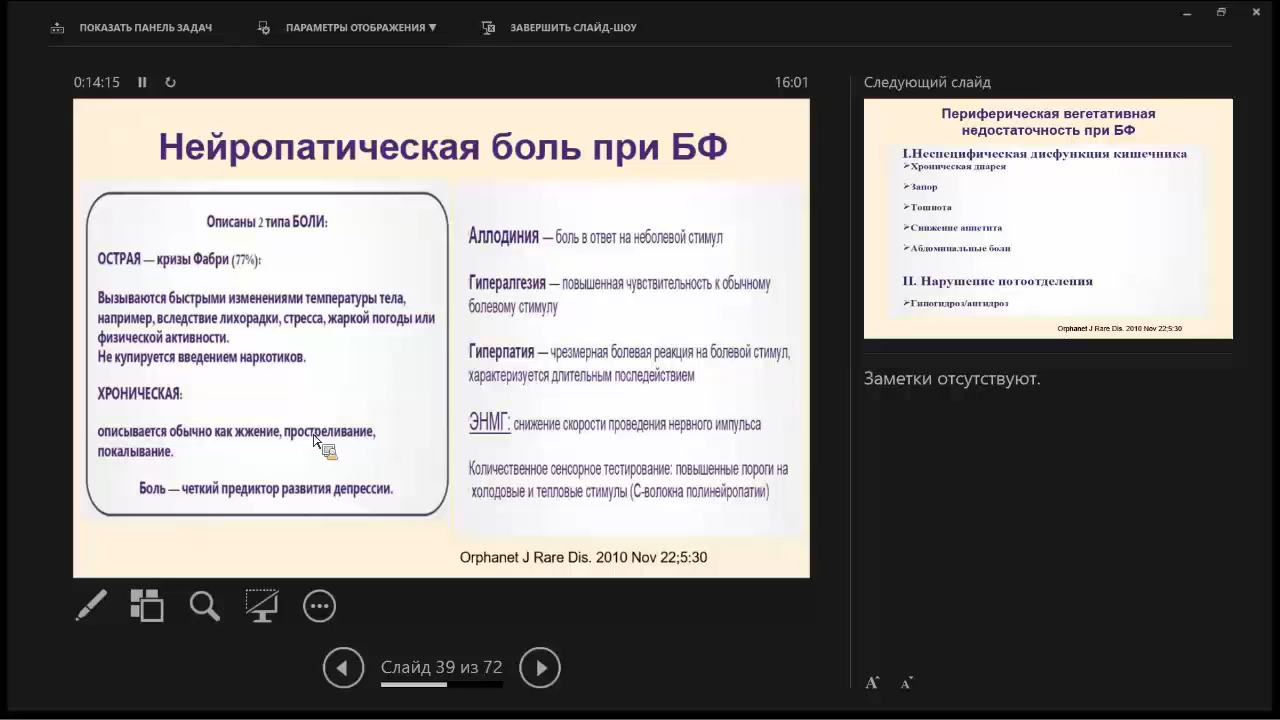 ПОКАЗАТЬ ПАНЕЛЬ ЗАДАЧ
ПАРАМЕТРЫ ОТОБРАЖЕНИЯ ▼
ЗАВЕРШИТЬ СЛАЙД-ШОУ
0:14:15
16:01
Нейропатическая боль при БФ
Описаны 2 типа БОЛИ:
ОСТРАЯ — кризы Фабри (77%):
Вызываются быстрыми изменениями температуры тела,
например, вследствие лихорадки, стресса, жаркой погоды или
физической активности.
Не купируется введением наркотиков.
ХРОНИЧЕСКАЯ:
описывается обычно как жжение, простреливание,
покалывание.
Боль — четкий предиктор развития депрессии.
Аллодиния — боль в ответ на неболевой стимул
Гипералгезия — повышенная чувствительность к обычному
болевому стимулу
Гиперпатия — чрезмерная болевая реакция на болевой стимул,
характеризуется длительным последействием
ЭНМГ: снижение скорости проведения нервного импульса
Количественное сенсорное тестирование: повышенные пороги на
холодовые и тепловые стимулы (С-волокна полинейропатии)
Orphanet J Rare Dis. 2010 Nov 22;5:30
Слайд 39 из 72
Следующий слайд
Периферическая вегетативная
недостаточность при БФ
I.Неспецифическая дисфункция кишечника
➢Хроническая диарея
➢Запор
➢Тошнота
➢Снижение аппетита
➢Абдоминальные боли
II. Нарушение потоотделения
➢Гипогидроз/ангидроз
Orphanet J Rare Dis. 2010 Nov 22;5:30
Заметки отсутствуют.
A A